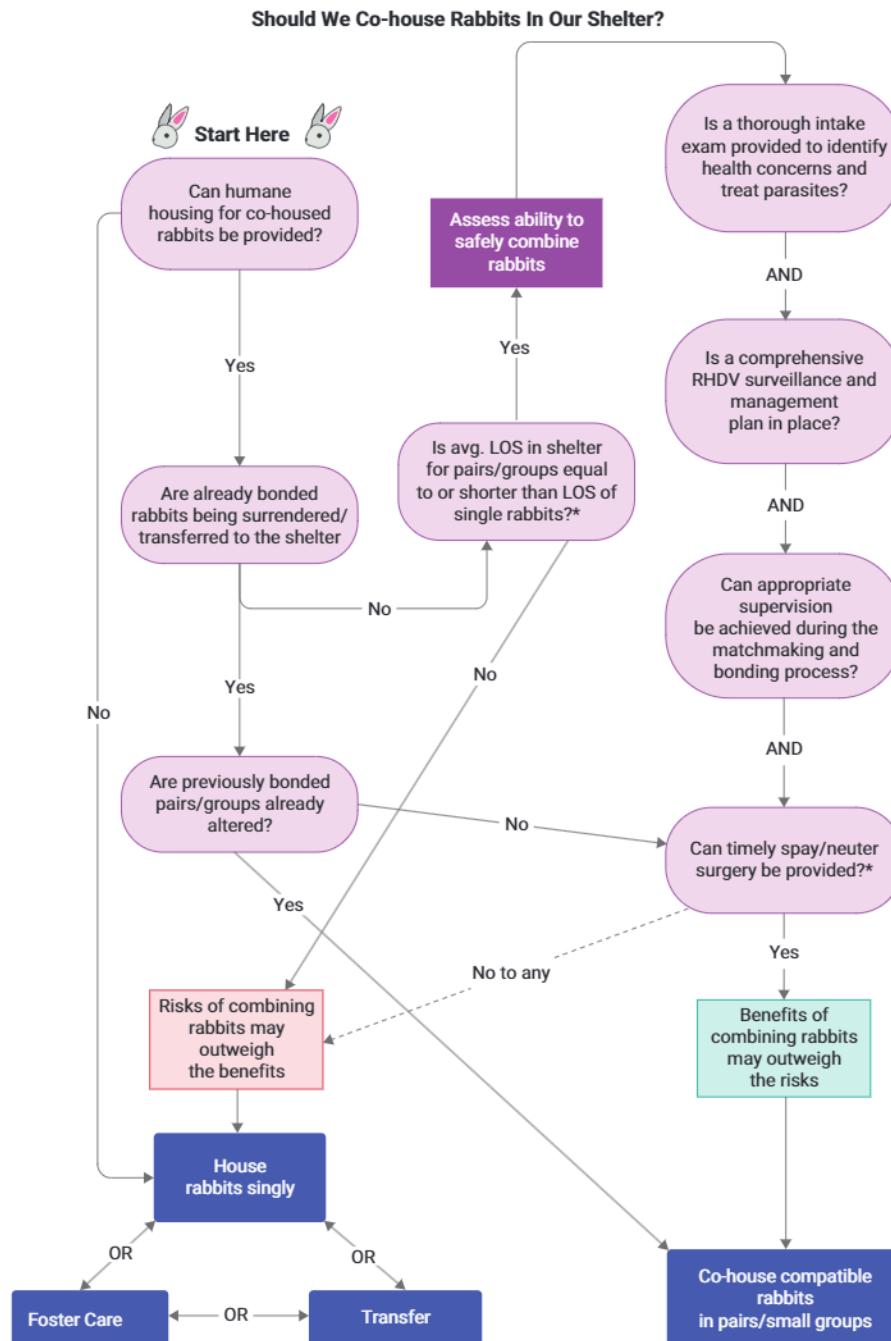 Should We Co-house Rabbits In Our Shelter?
Start Here
Can humane
housing for co-housed
rabbits be provided?
Yes
No
Are already bonded
rabbits being surrendered/
transferred to the shelter
No
Yes
Are previously bonded
pairs/groups already
altered?
No
Yes
Is avg. LOS in shelter
for pairs/groups equal
to or shorter than LOS of
single rabbits?*
Yes
No
Assess ability to
safely combine
rabbits
Is a thorough intake
exam provided to identify
health concerns and
treat parasites?
AND
Is a comprehensive
RHDV surveillance and
management
plan in place?
AND
Can appropriate
supervision
be achieved during the
matchmaking and
bonding process?
AND
Can timely spay/neuter
surgery be provided?*
Yes
No to any
Risks of combining
rabbits may
outweigh
the benefits
Benefits of
combining rabbits
may outweigh
the risks
House
rabbits singly
OR
OR
Foster Care
OR
Transfer
Co-house compatible
rabbits
in pairs/small groups